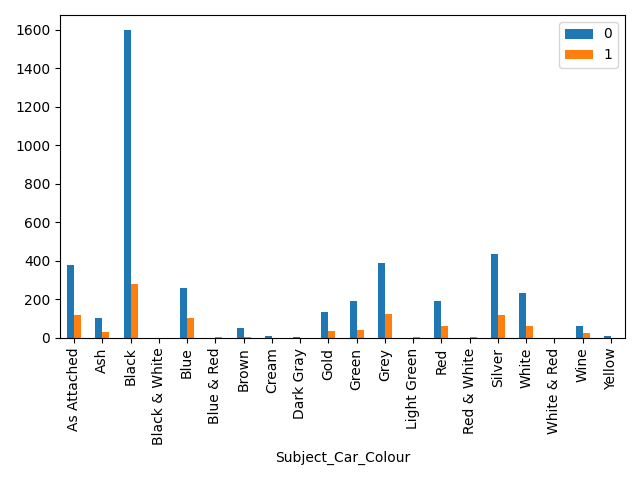 1600
1400
1200
1000
800
600
400
200
0
0
1
As Attached
Ash
Black
Black & White
Blue
Blue & Red
Brown
Cream
Dark Gray
Gold
Green
Grey
Light Green
Red
Red & White
Silver
White
White & Red
Wine
Yellow
Subject_Car_Colour